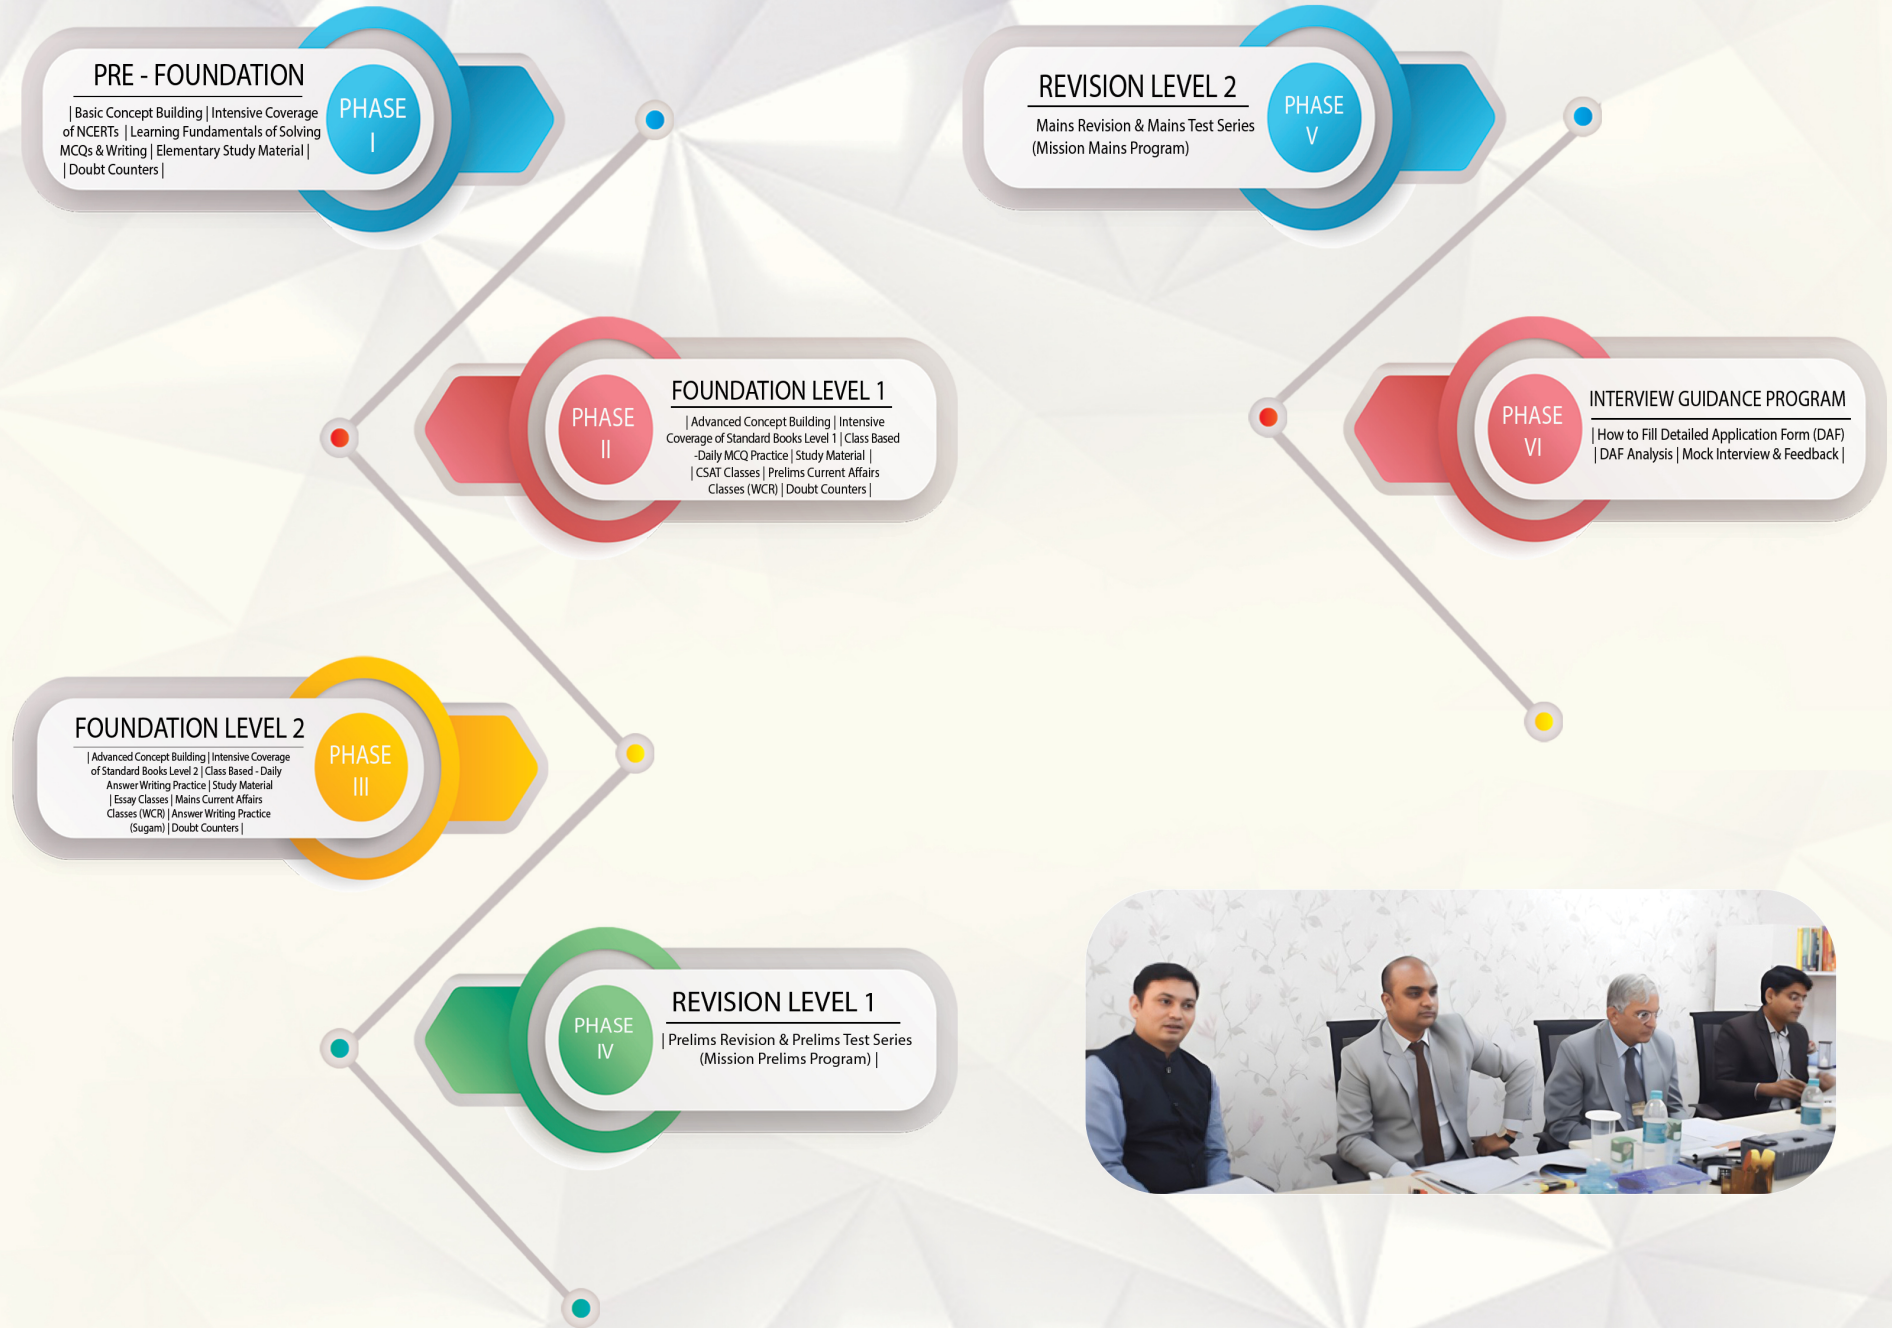 PRE - FOUNDATION
| Basic Concept Building | Intensive Coverage
of NCERTs | Learning Fundamentals of Solving
MCQs & Writing | Elementary Study Material |
| Doubt Counters |
PHASE
I
FOUNDATION LEVEL 1
| Advanced Concept Building | Intensive
Coverage of Standard Books Level 1 | Class Based
-Daily MCQ Practice | Study Material |
| CSAT Classes | Prelims Current Affairs
Classes (WCR) | Doubt Counters |
PHASE
II
FOUNDATION LEVEL 2
| Advanced Concept Building | Intensive Coverage
of Standard Books Level 2 | Class Based - Daily
Answer Writing Practice | Study Material
| Essay Classes | Mains Current Affairs
Classes (WCR) | Answer Writing Practice
(Sugam) | Doubt Counters |
PHASE
III
REVISION LEVEL 1
| Prelims Revision & Prelims Test Series
(Mission Prelims Program) |
PHASE
IV
REVISION LEVEL 2
Mains Revision & Mains Test Series
(Mission Mains Program)
PHASE
V
INTERVIEW GUIDANCE PROGRAM
| How to Fill Detailed Application Form (DAF)
| DAF Analysis | Mock Interview & Feedback |
PHASE
VI